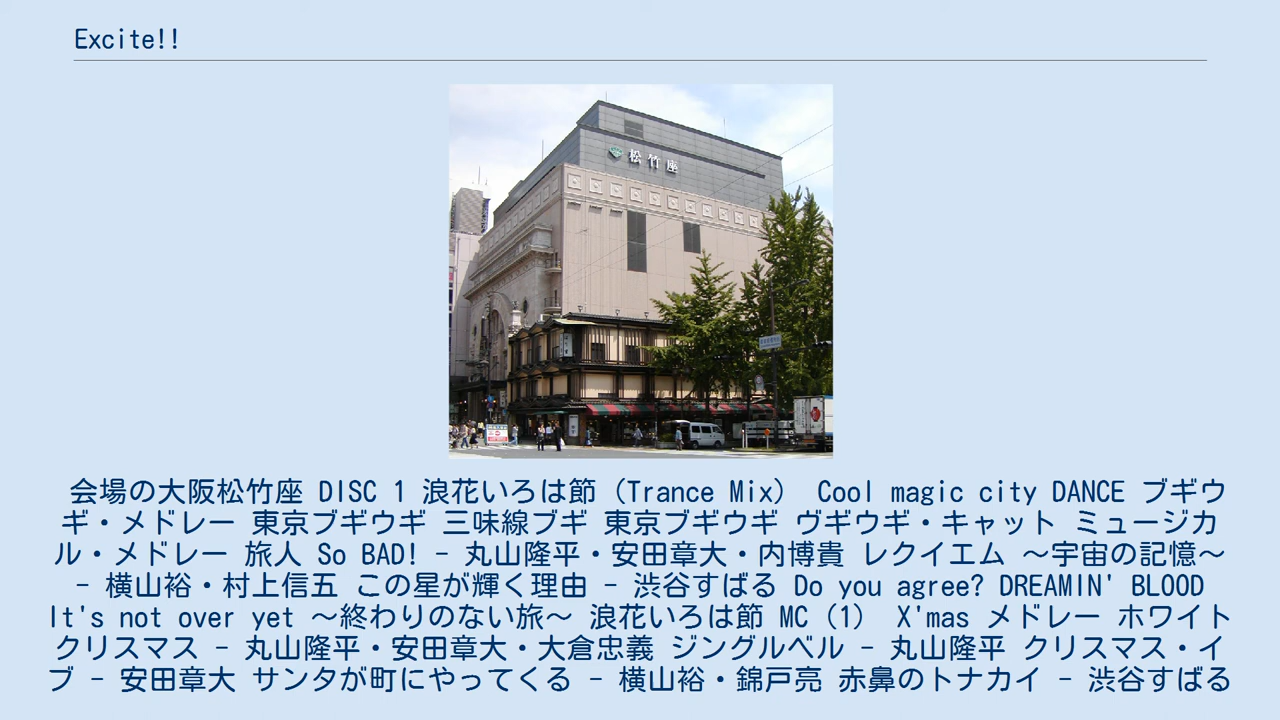 Excite!!
松竹座
会場の大阪松竹座 DISC 1 浪花いろは節 (Trance Mix) Cool magic city DANCE ブギウ
ギ・メドレー 東京ブギウギ 三味線ブギ 東京ブギウギ ヴギウギ・キャット ミュージカ
ル・メドレー 旅人 So BAD! - 丸山隆平・安田章大・内博貴 レクイエム 〜宇宙の記憶〜
- 横山裕・村上信五 この星が輝く理由 - 渋谷すばる Do you agree? DREAMIN' BLOOD
It's not over yet 〜終わりのない旅〜 浪花いろは節 MC (1) X'mas メドレー ホワイト
クリスマス - 丸山隆平・安田章大・大倉忠義 ジングルベル - 丸山隆平 クリスマス・イ
ブ - 安田章大 サンタが町にやってくる - 横山裕・錦戸亮 赤鼻のトナカイ - 渋谷すばる